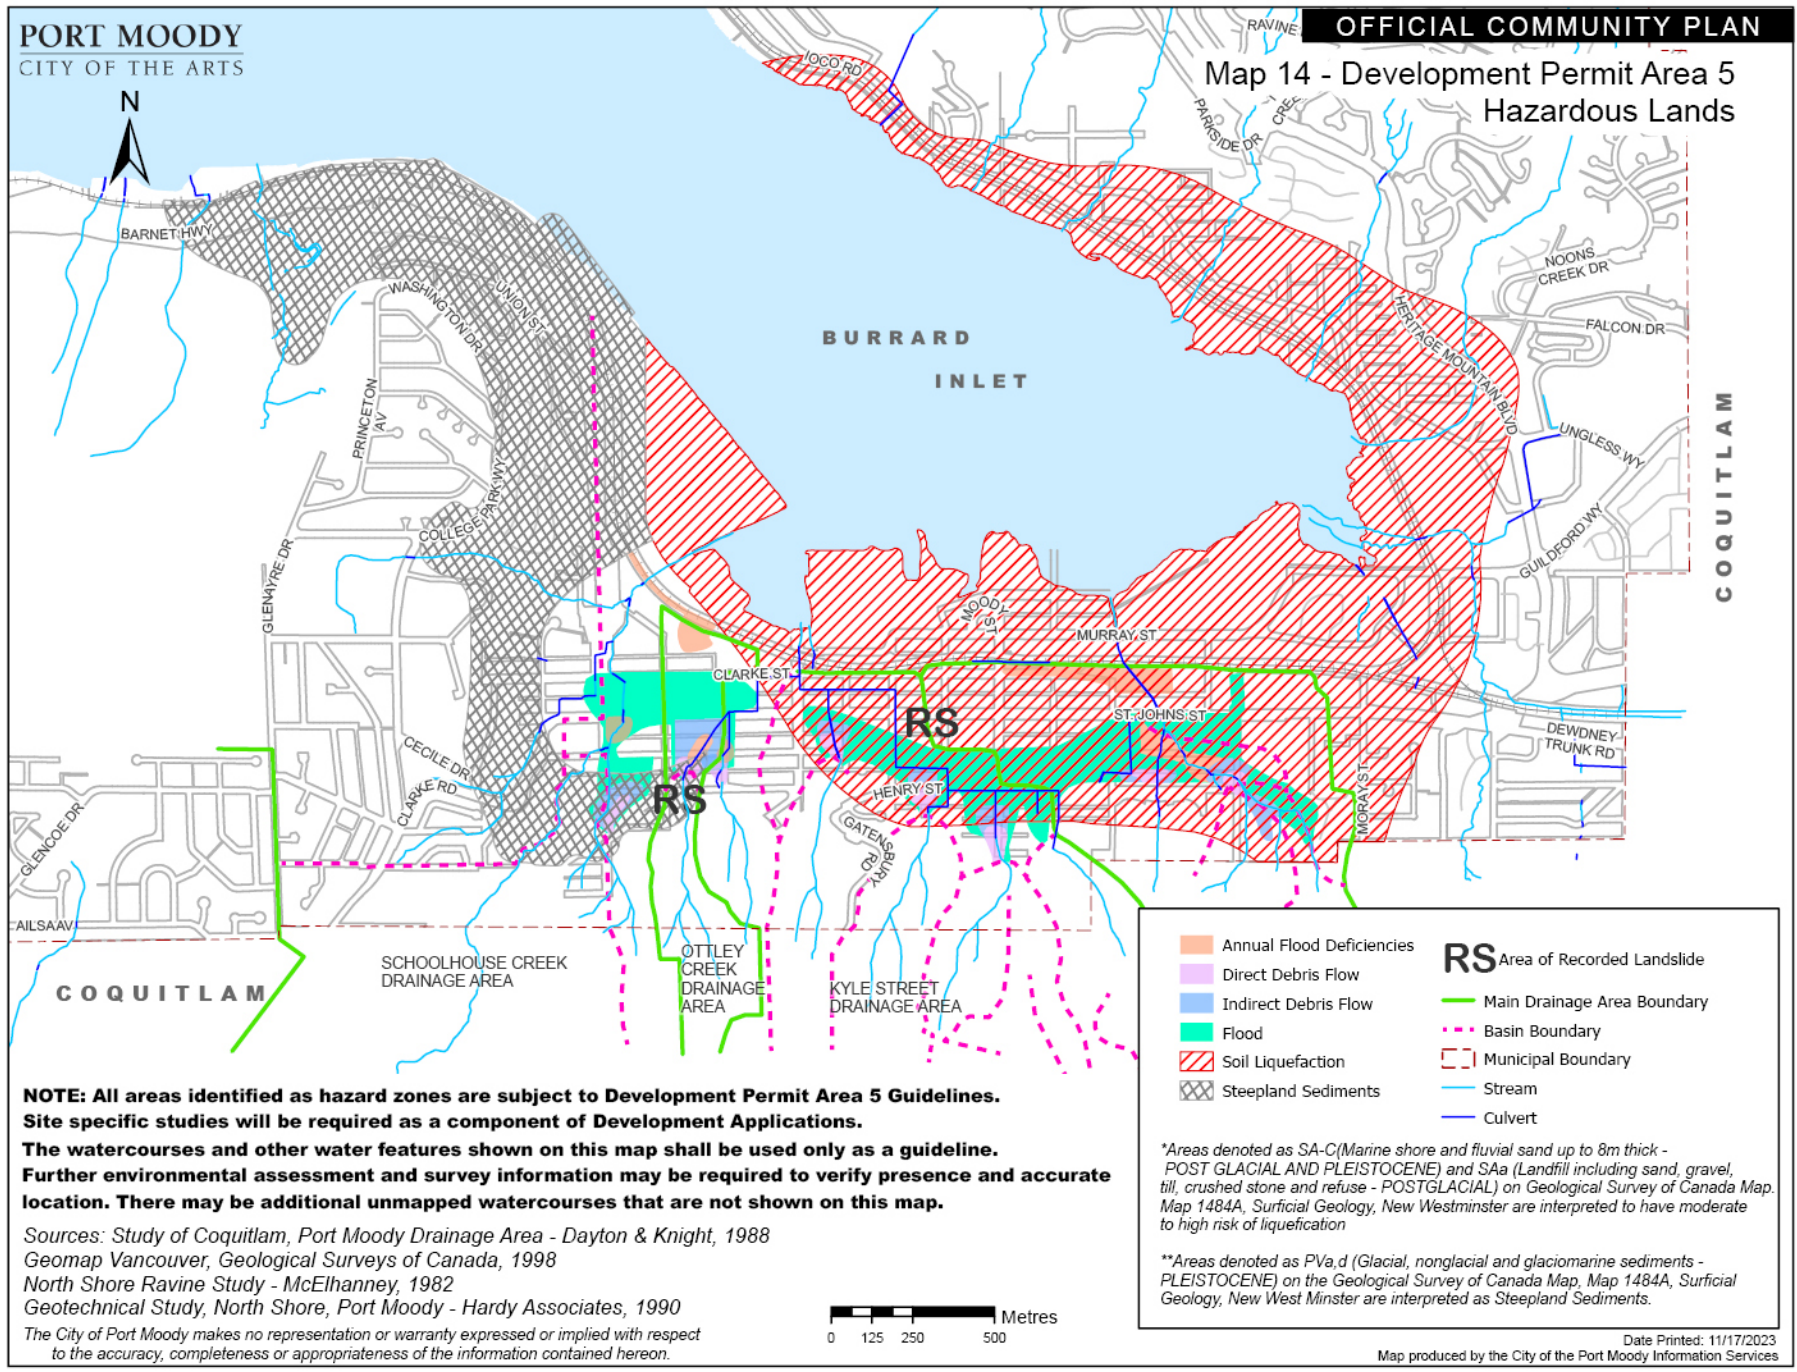 PORT MOODY
CITY OF THE ARTS
N
OFFICIAL COMMUNITY PLAN
Map 14 - Development Permit Area 5
Hazardous Lands
RAVINE
IOCO RD
PARKSIDE DR
CREE
BARNET HWY
NOONS
CREEK DR
FALCON DR
WASHINGTON DR
UNION ST
HERITAGE MOUNTAIN BLVD
BURRARD
INLET
PRINCETON
AV
UNGLESS WY
COQUITLAM
COLLEGE PARK WY
GUILDFORD WY
GLENAYRE DR
MOODY
ST
MURRAY ST
CLARKE ST
ST. JOHNS ST
RS
DEWDNEY
TRUNK RD
CECILE DR
CLARKE RD
RS
HENRY ST
MORAY ST
GLENCOE DR
GATENSBURY
RD
AILSA AV
COQUITLAM
SCHOOLHOUSE CREEK
DRAINAGE AREA
OTTLEY
CREEK
DRAINAGE
AREA
KYLE STREET
DRAINAGE AREA
Annual Flood Deficiencies
Direct Debris Flow
Indirect Debris Flow
Flood
Soil Liquefaction
Steepland Sediments
RS Area of Recorded Landslide
Main Drainage Area Boundary
Basin Boundary
Municipal Boundary
Stream
Culvert
*Areas denoted as SA-C(Marine shore and fluvial sand up to 8m thick -
POST GLACIAL AND PLEISTOCENE) and SAa (Landfill including sand, gravel,
till, crushed stone and refuse - POSTGLACIAL) on Geological Survey of Canada Map.
Map 1484A, Surficial Geology, New Westminster are interpreted to have moderate
to high risk of liquefication
**Areas denoted as PVa,d (Glacial, nonglacial and glaciomarine sediments -
PLEISTOCENE) on the Geological Survey of Canada Map, Map 1484A, Surficial
Geology, New West Minster are interpreted as Steepland Sediments.
NOTE: All areas identified as hazard zones are subject to Development Permit Area 5 Guidelines.
Site specific studies will be required as a component of Development Applications.
The watercourses and other water features shown on this map shall be used only as a guideline.
Further environmental assessment and survey information may be required to verify presence and accurate
location. There may be additional unmapped watercourses that are not shown on this map.
Sources: Study of Coquitlam, Port Moody Drainage Area - Dayton & Knight, 1988
Geomap Vancouver, Geological Surveys of Canada, 1998
North Shore Ravine Study - McElhanney, 1982
Geotechnical Study, North Shore, Port Moody - Hardy Associates, 1990
The City of Port Moody makes no representation or warranty expressed or implied with respect
to the accuracy, completeness or appropriateness of the information contained hereon.
Metres
0 125 250 500
Date Printed: 11/17/2023
Map produced by the City of the Port Moody Information Services